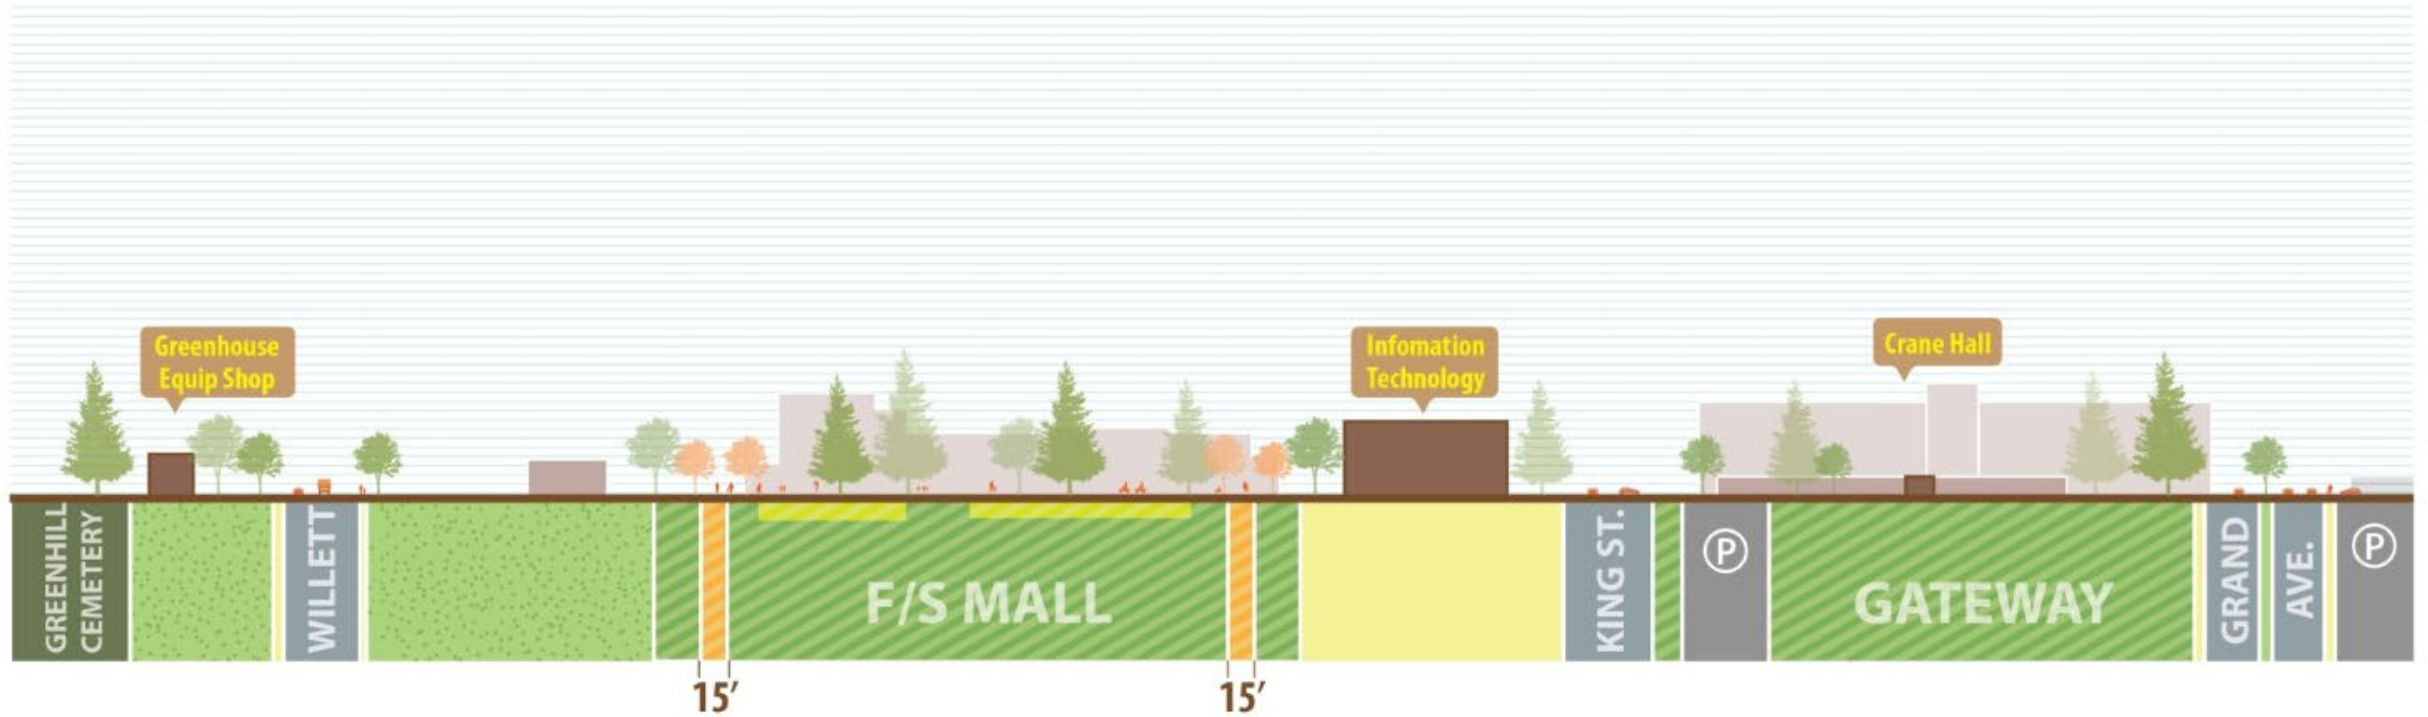 Greenhouse
Equip Shop
Infomation
Technology
Crane Hall
GREENHILL
CEMETERY
WILLETT
F/S MALL
KING ST.
P
GATEWAY
GRAND
AVE.
P
15′
15′